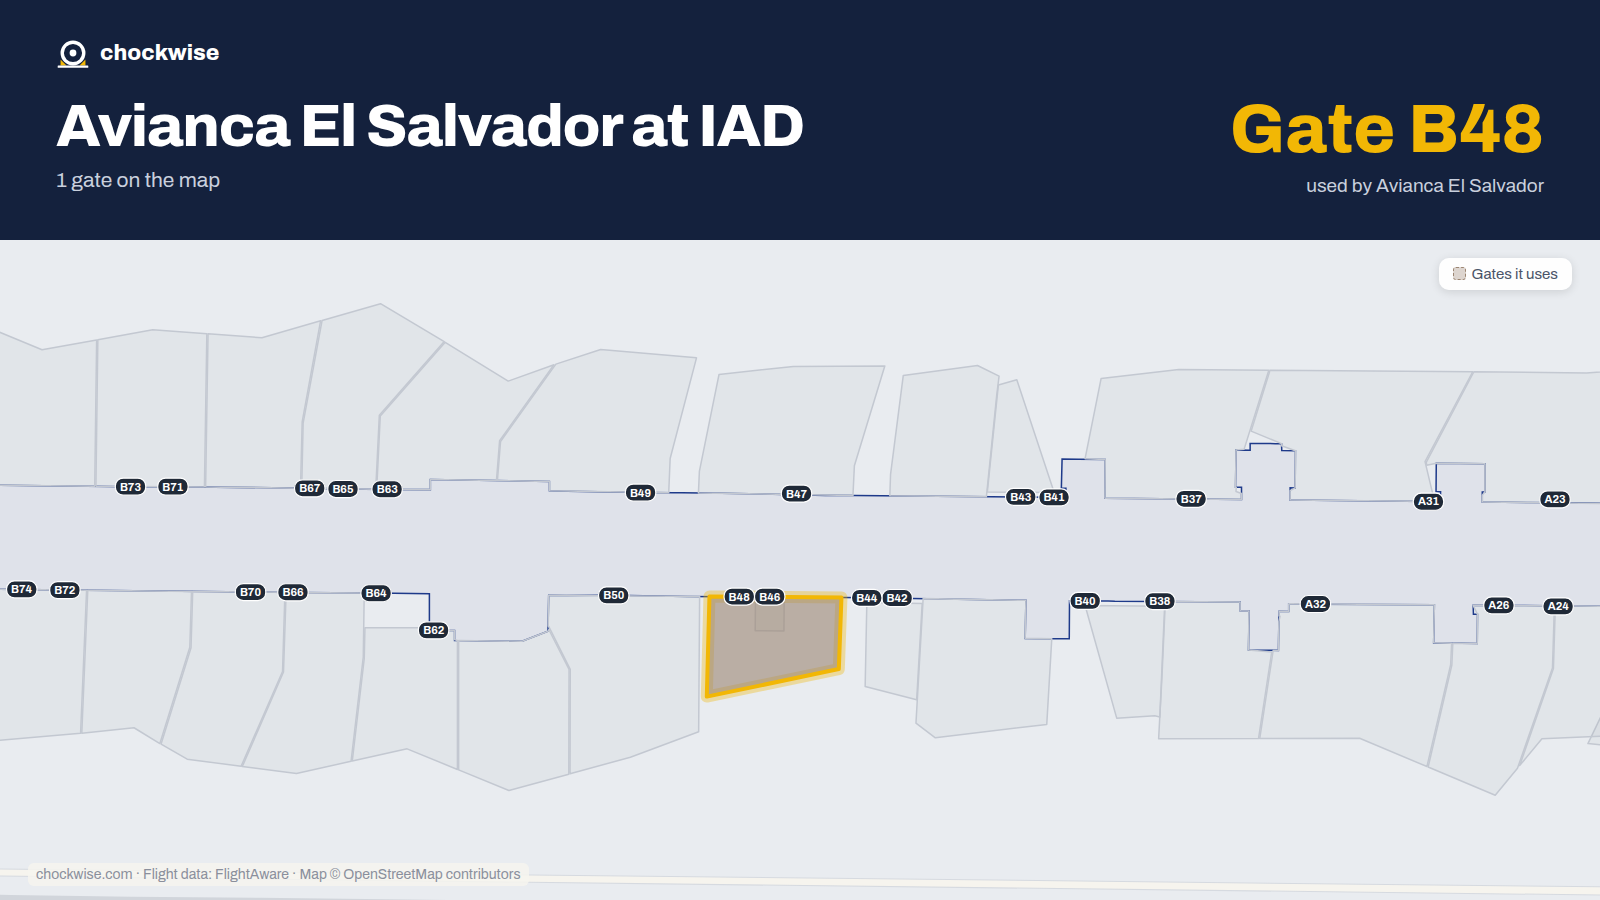 chockwise
Avianca El Salvador at IAD
1 gate on the map
Gate B48
used by Avianca El Salvador
Gates it uses
B73 B71 B67 B65 B63 B49 B47 B43 B41 B37 A31 A23
B74 B72 B70 B66 B64 B62 B50 B48 B46 B44 B42 B40 B38 A32 A26 A24
chockwise.com · Flight data: FlightAware · Map © OpenStreetMap contributors